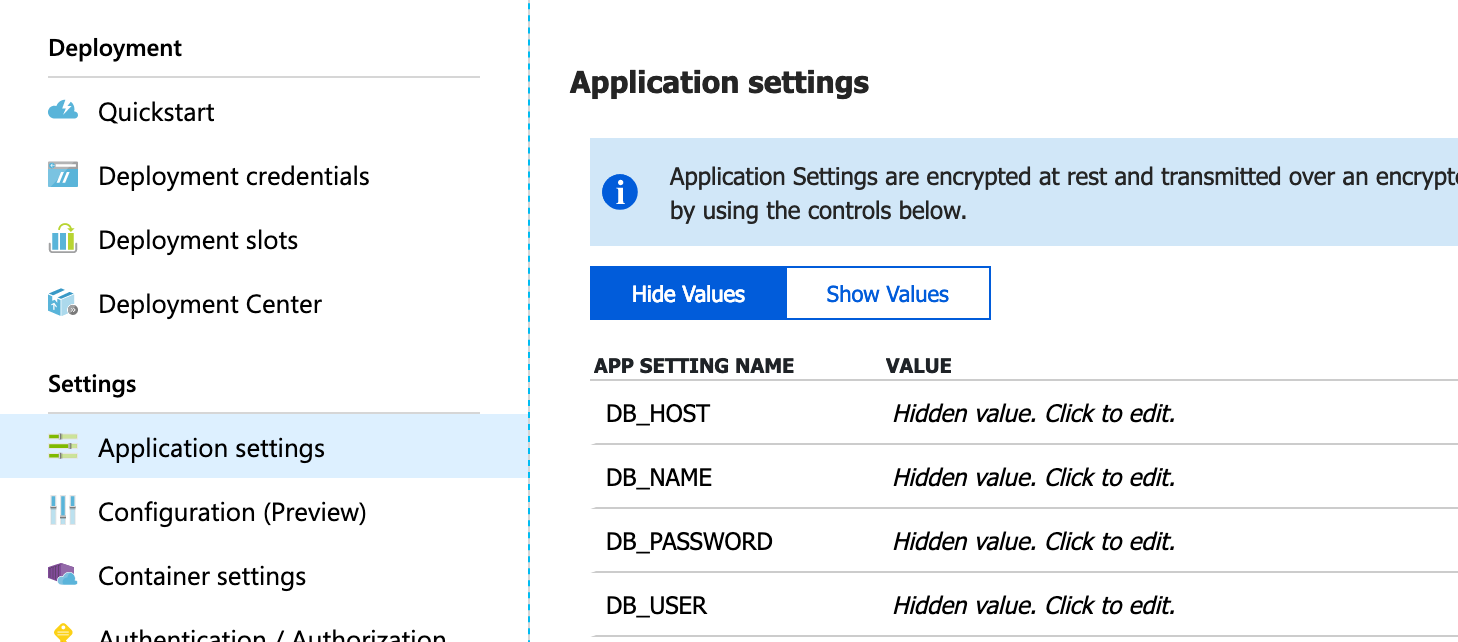 Deployment
Quickstart
Deployment credentials
Deployment slots
Deployment Center
Settings
Application settings
Configuration (Preview)
Container settings
Authentication / Authorization
Application settings
Application Settings are encrypted at rest and transmitted over an
by using the controls below.
Hide Values
Show Values
APP SETTING NAME VALUE
DB_HOST Hidden value. Click to edit.
DB_NAME Hidden value. Click to edit.
DB_PASSWORD Hidden value. Click to edit.
DB_USER Hidden value. Click to edit.